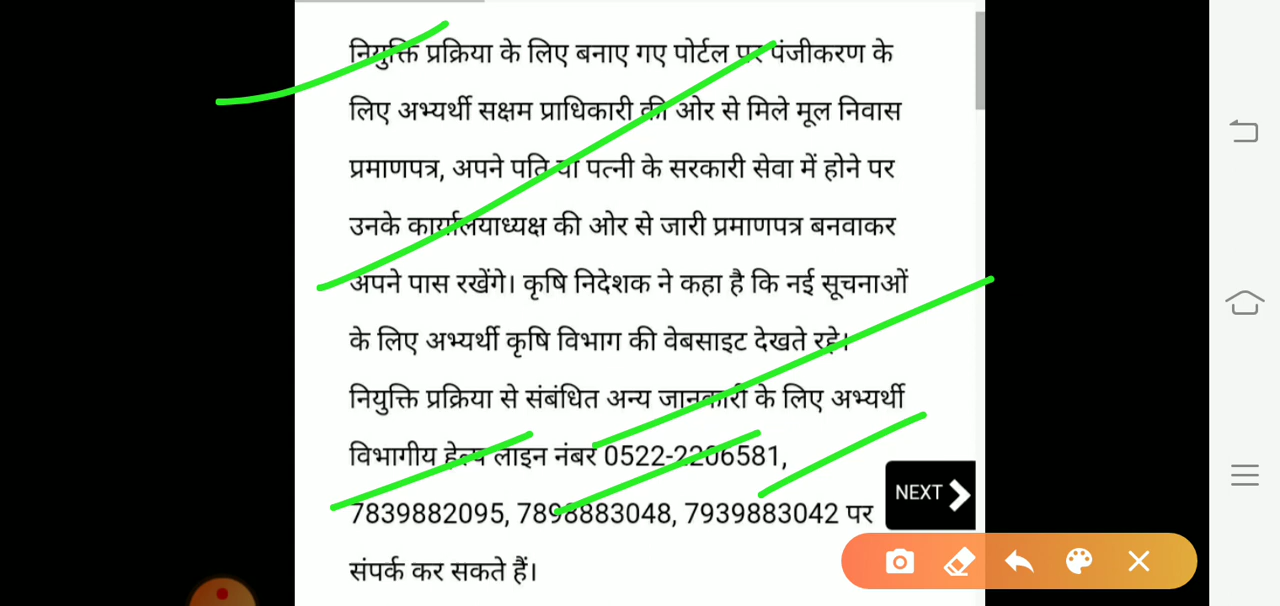 नियुक्ति प्रक्रिया के लिए बनाए गए पोर्टल पर पंजीकरण के
लिए अभ्यर्थी सक्षम प्राधिकारी की ओर से मिले मूल निवास
प्रमाणपत्र, अपने पति या पत्नी के सरकारी सेवा में होने पर
उनके कार्यालयाध्यक्ष की ओर से जारी प्रमाणपत्र बनवाकर
अपने पास रखेंगे। कृषि निदेशक ने कहा है कि नई सूचनाओं
के लिए अभ्यर्थी कृषि विभाग की वेबसाइट देखते रहे।
नियुक्ति प्रक्रिया से संबंधित अन्य जानकारी के लिए अभ्यर्थी
विभागीय हेल्प लाइन नंबर 0522-2206581,
7839882095, 7898883048, 7939883042 पर
संपर्क कर सकते हैं।
NEXT